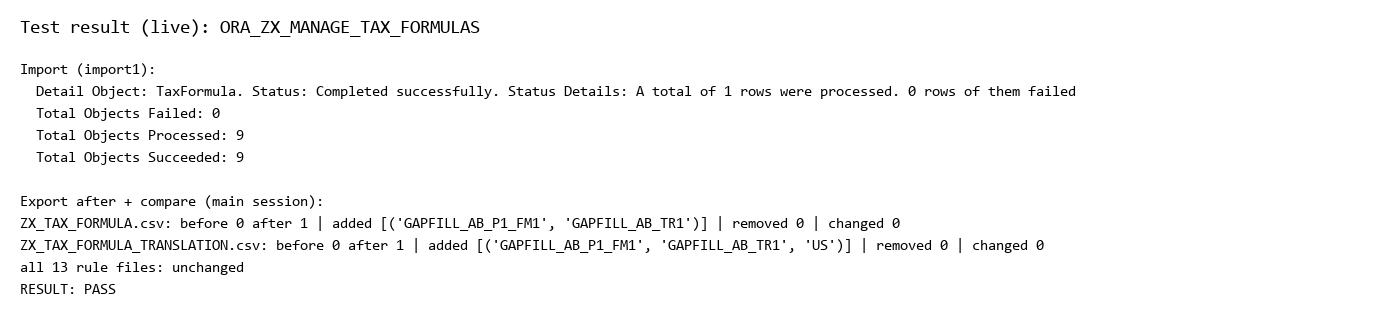 Test result (live): ORA_ZX_MANAGE_TAX_FORMULAS
Import (import1):
Detail Object: TaxFormula. Status: Completed successfully. Status Details: A total of 1 rows were processed. 0 rows of them failed
Total Objects Failed: 0
Total Objects Processed: 9
Total Objects Succeeded: 9
Export after + compare (main session):
ZX_TAX_FORMULA.csv: before 0 after 1 | added [('GAPFILL_AB_P1_FM1', 'GAPFILL_AB_TR1')] | removed 0 | changed 0
ZX_TAX_FORMULA_TRANSLATION.csv: before 0 after 1 | added [('GAPFILL_AB_P1_FM1', 'GAPFILL_AB_TR1', 'US')] | removed 0 | changed 0
all 13 rule files: unchanged
RESULT: PASS